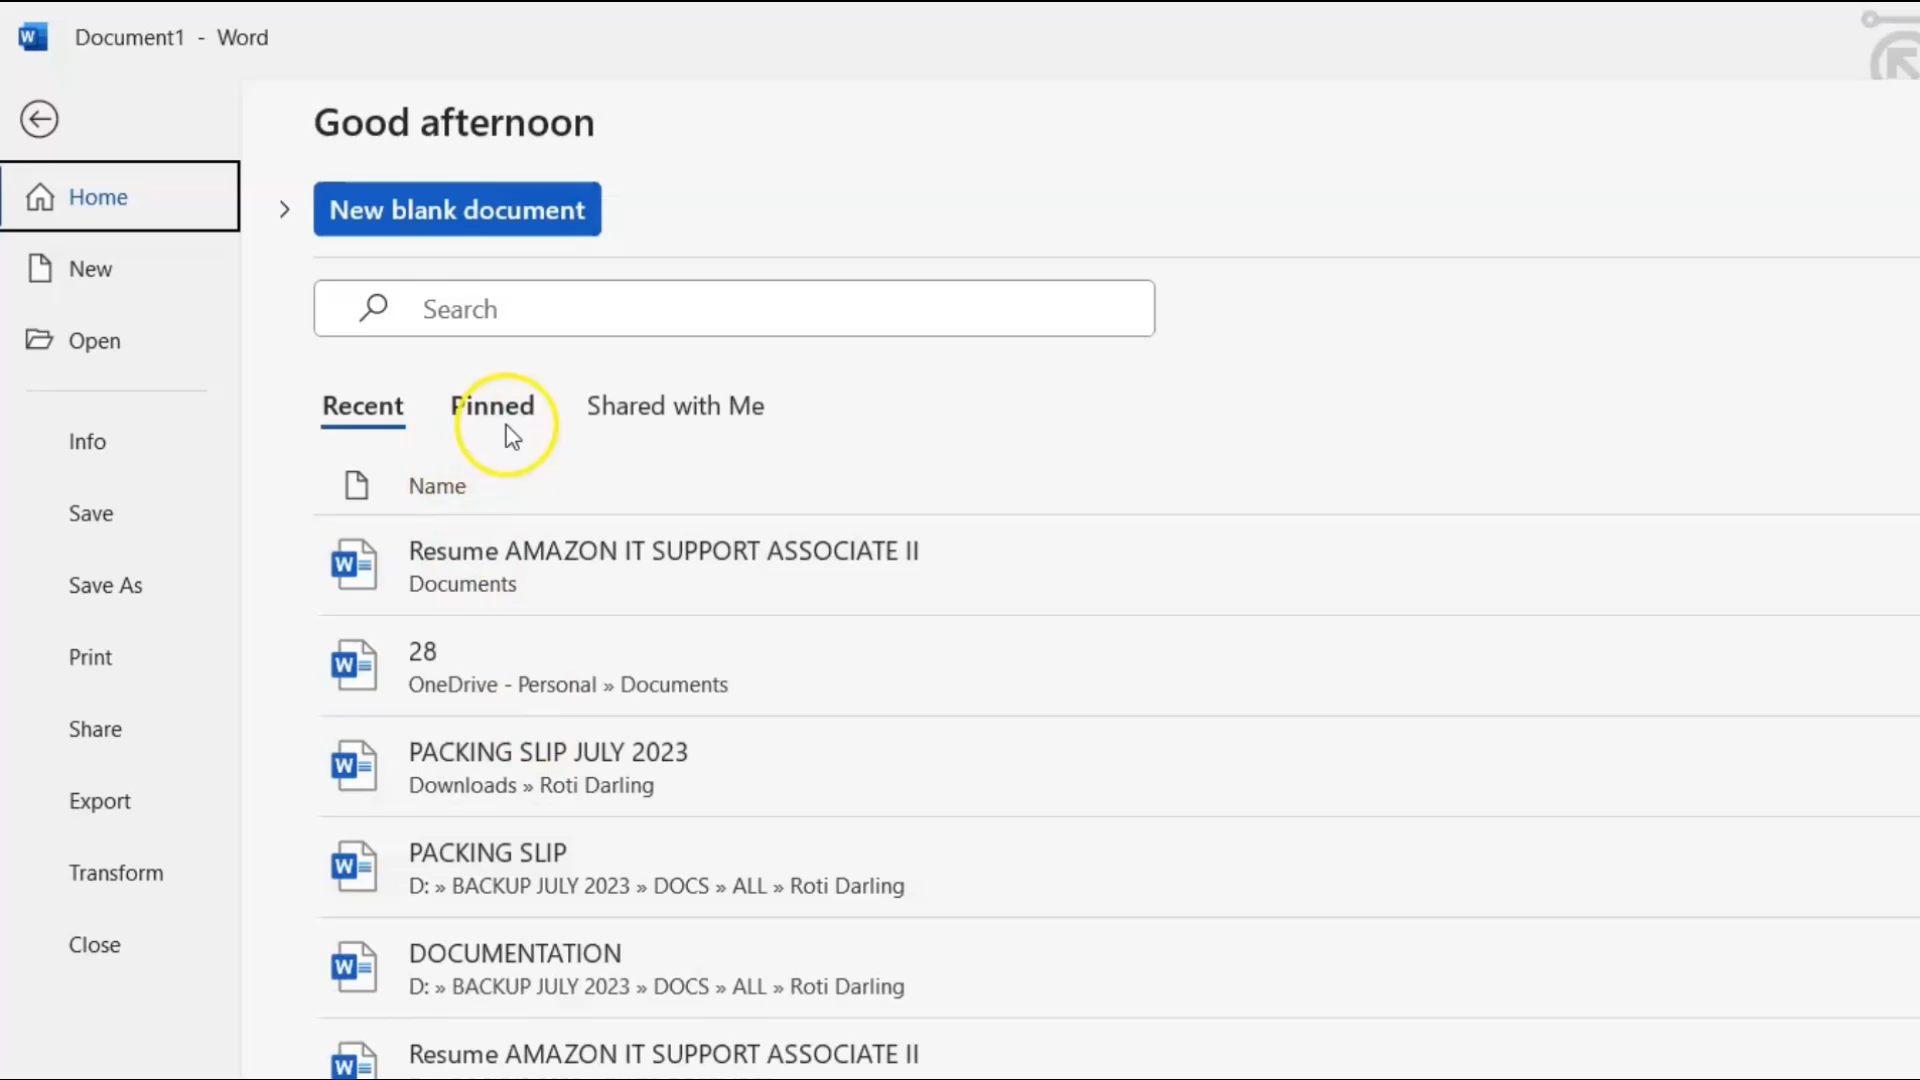 Document1 - Word
Good afternoon
Home
New blank document
New
Search
Open
Recent Pinned Shared with Me
Info
Name
Save
Resume AMAZON IT SUPPORT ASSOCIATE II
Documents
Save As
28
OneDrive - Personal » Documents
Print
Share
PACKING SLIP JULY 2023
Downloads » Roti Darling
Export
PACKING SLIP
D: » BACKUP JULY 2023 » DOCS » ALL » Roti Darling
Transform
Close
DOCUMENTATION
D: » BACKUP JULY 2023 » DOCS » ALL » Roti Darling
Resume AMAZON IT SUPPORT ASSOCIATE II